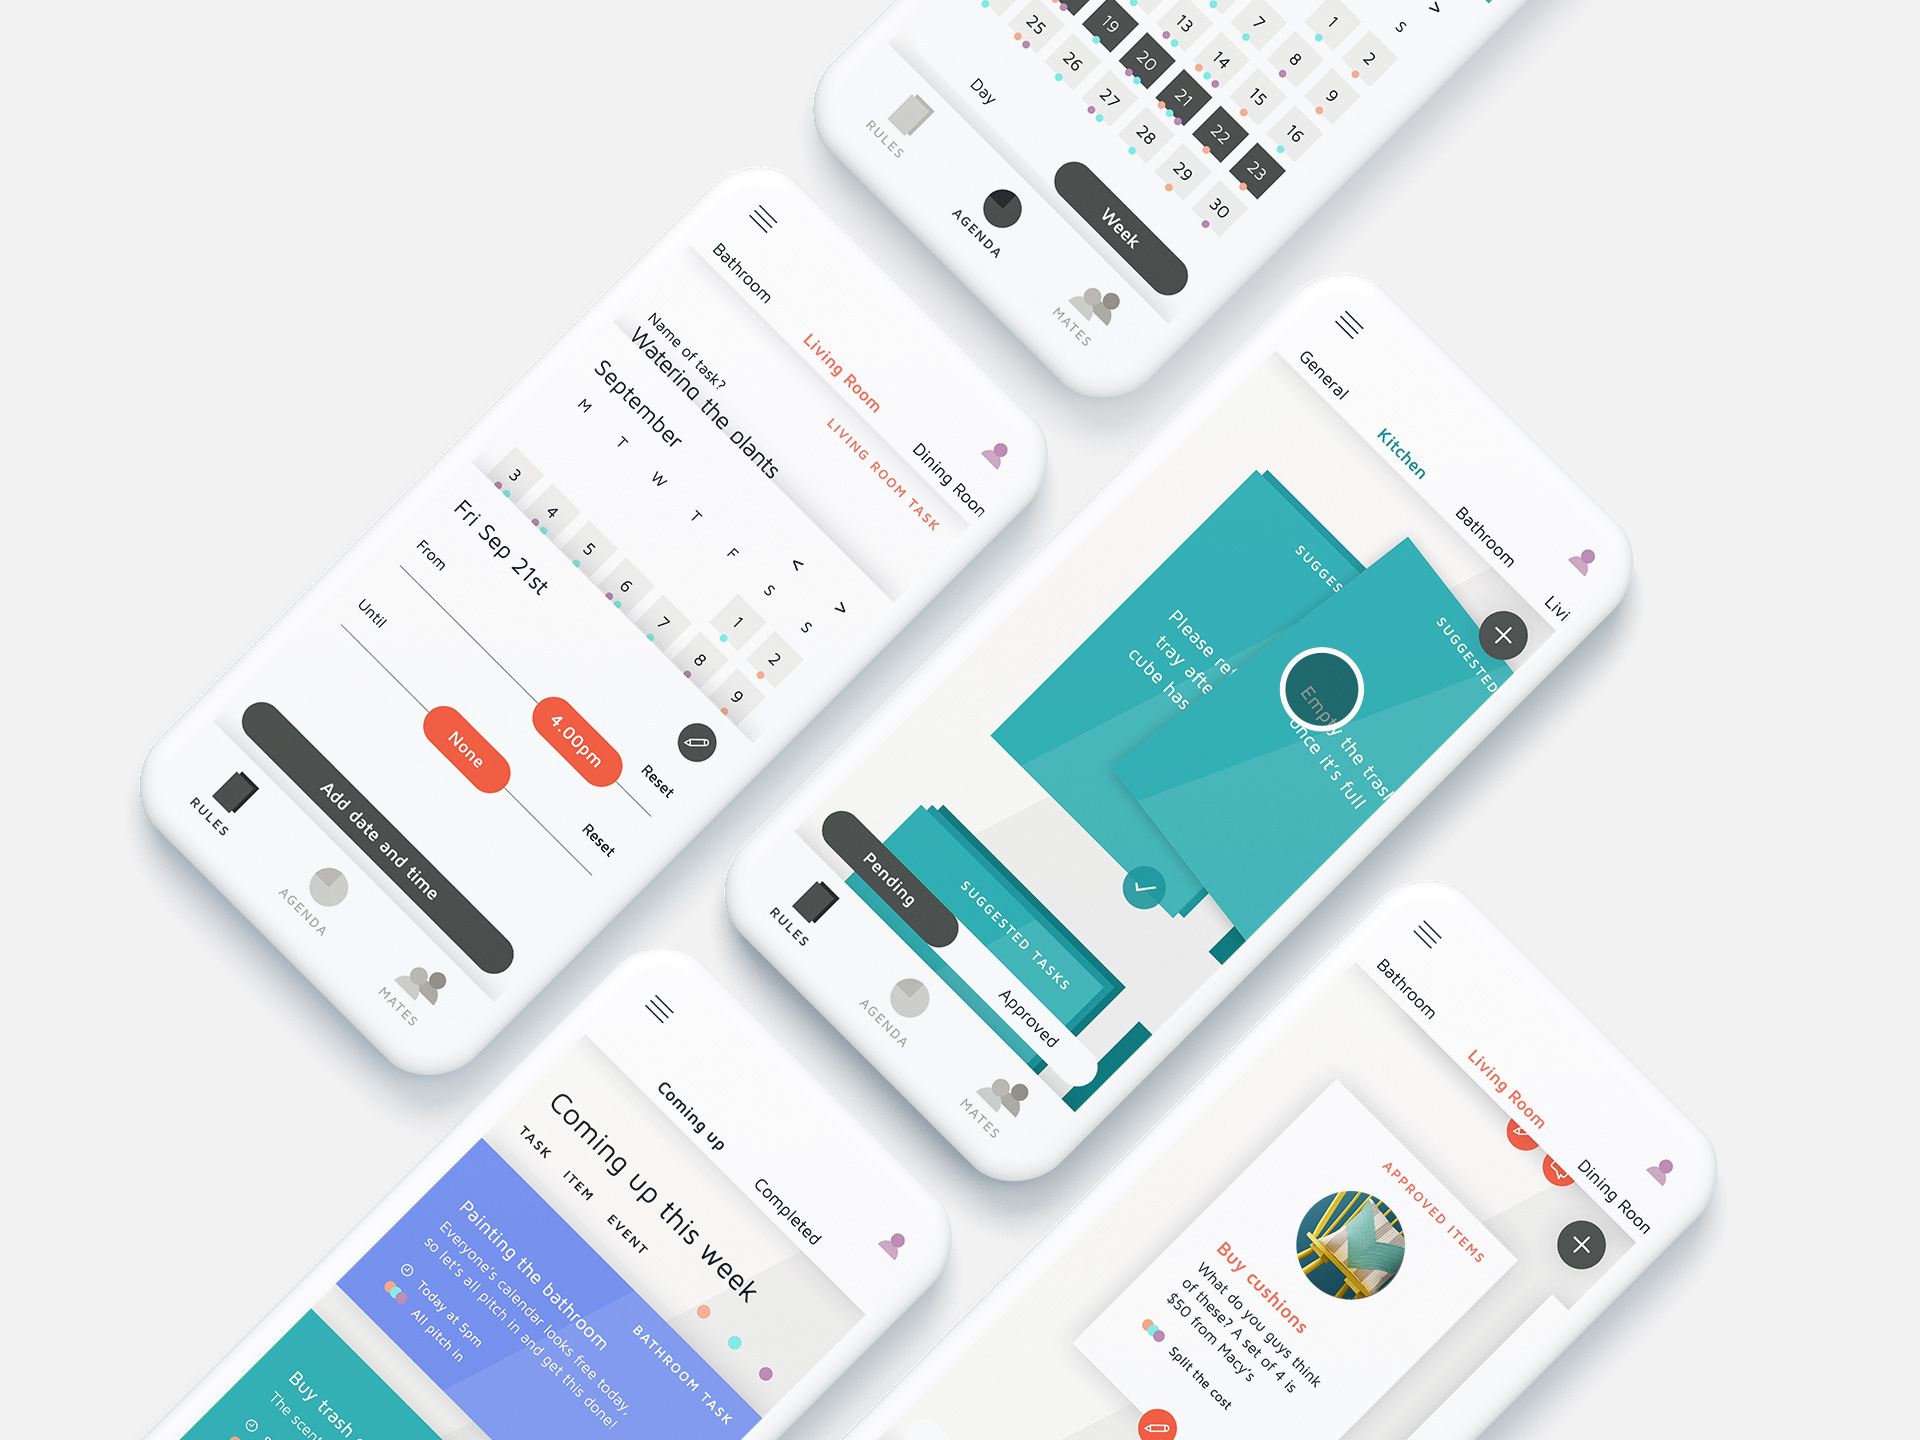 >
S
1
2
7
8
9
13
14
15
16
19
20
21
22
23
25
26
27
28
29
30
Day
Week
RULES
AGENDA
MATES
Bathroom
Living Room
Dining Roon
LIVING ROOM TASK
Name of task?
Watering the plants
September
<
>
M
T
W
T
F
S
S
1
2
3
4
5
6
7
8
9
Fri Sep 21st
From
4.00pm
Reset
Until
None
Reset
Add date and time
RULES
AGENDA
MATES
General
Kitchen
Bathroom
Livi
SUGGES
Please re
tray afte
cube has
SUGGESTED
Empty the trash
once it's full
SUGGESTED TASKS
Pending
Approved
RULES
AGENDA
MATES
Coming up
Completed
Coming up this week
TASK
ITEM
EVENT
BATHROOM TASK
Painting the bathroom
Everyone's calendar looks free today,
so let's all pitch in and get this done!
Today at 5pm
All pitch in
Buy trash
The scent
Bathroom
Living Room
Dining Roon
APPROVED ITEMS
Buy cushions
What do you guys think
of these? A set of 4 is
$50 from Macy's
Split the cost